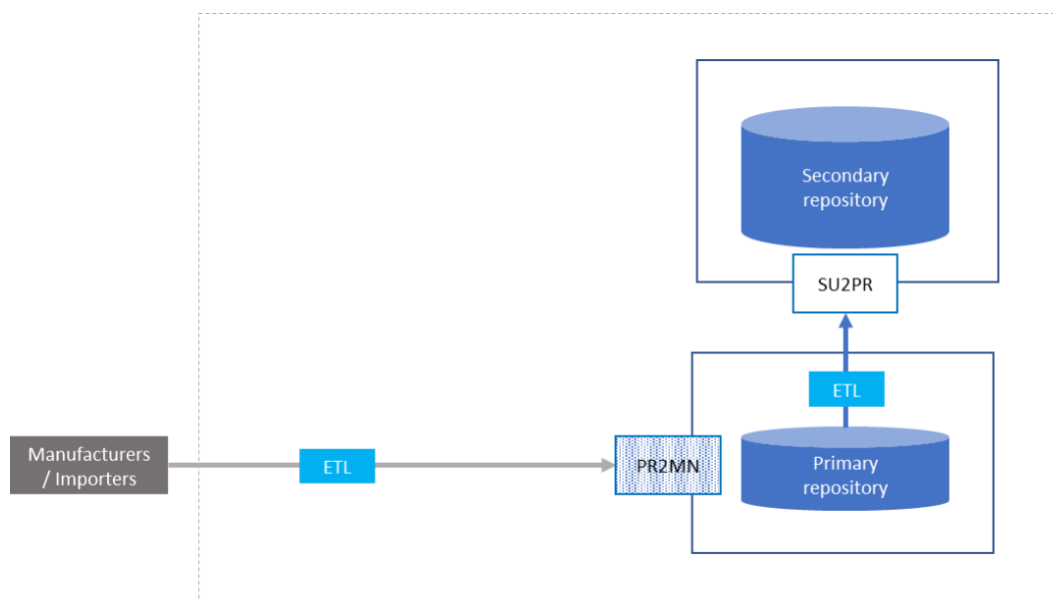 Secondary
repository
SU2PR
ETL
Manufacturers
/ Importers
ETL
PR2MN
Primary
repository